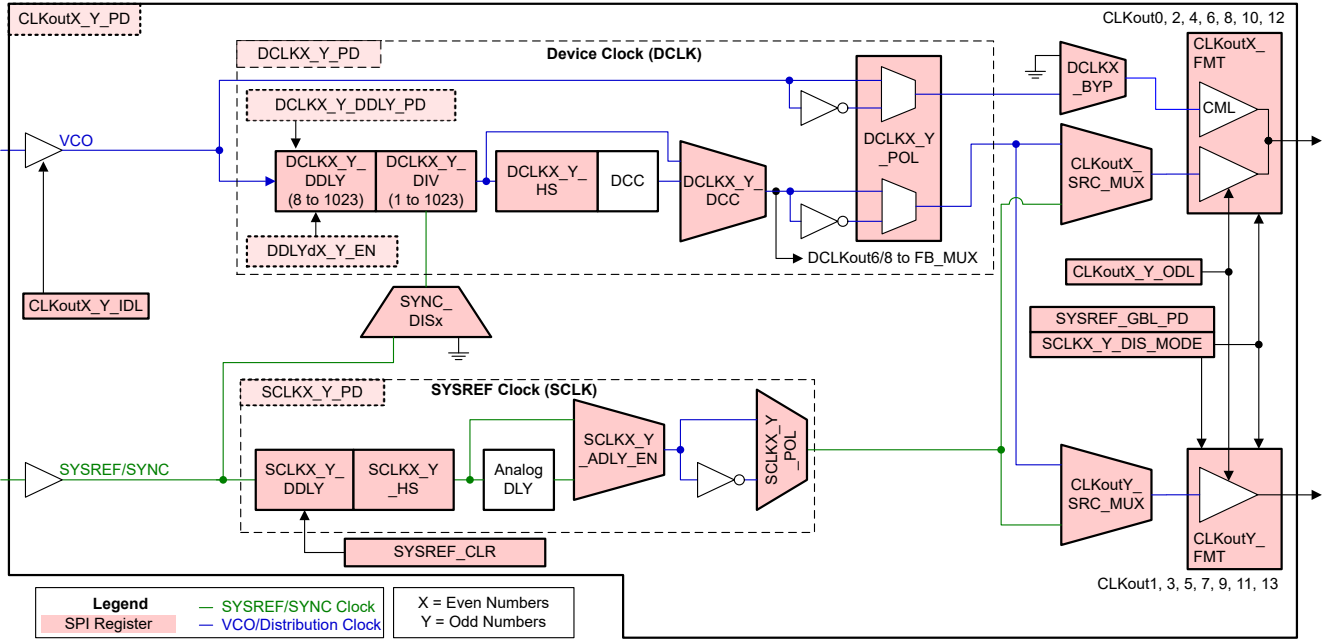 CLKoutX_Y_PD
CLKout0, 2, 4, 6, 8, 10, 12
DCLKX_Y_PD
Device Clock (DCLK)
CLKoutX_
FMT
DCLKX
_BYP
CML
DCLKX_Y_DDLY_PD
VCO
DCLKX_Y_
DDLY
(8 to 1023)
DCLKX_Y_
DIV
(1 to 1023)
DCLKX_Y_
HS
DCC
DCLKX_Y_
DCC
DCLKX_Y
_POL
CLKoutX_
SRC_MUX
DDLYdX_Y_EN
DCLKout6/8 to FB_MUX
CLKoutX_Y_IDL
CLKoutX_Y_ODL
SYNC_
DISx
SYSREF_GBL_PD
SCLKX_Y_DIS_MODE
SCLKX_Y_PD
SYSREF Clock (SCLK)
SYSREF/SYNC
SCLKX_Y_
DDLY
SCLKX_Y
_HS
Analog
DLY
SCLKX_Y
_ADLY_EN
SCLKX_Y
_POL
CLKoutY_
SRC_MUX
CLKoutY_
FMT
SYSREF_CLR
CLKout1, 3, 5, 7, 9, 11, 13
Legend
SPI Register
SYSREF/SYNC Clock
VCO/Distribution Clock
X = Even Numbers
Y = Odd Numbers